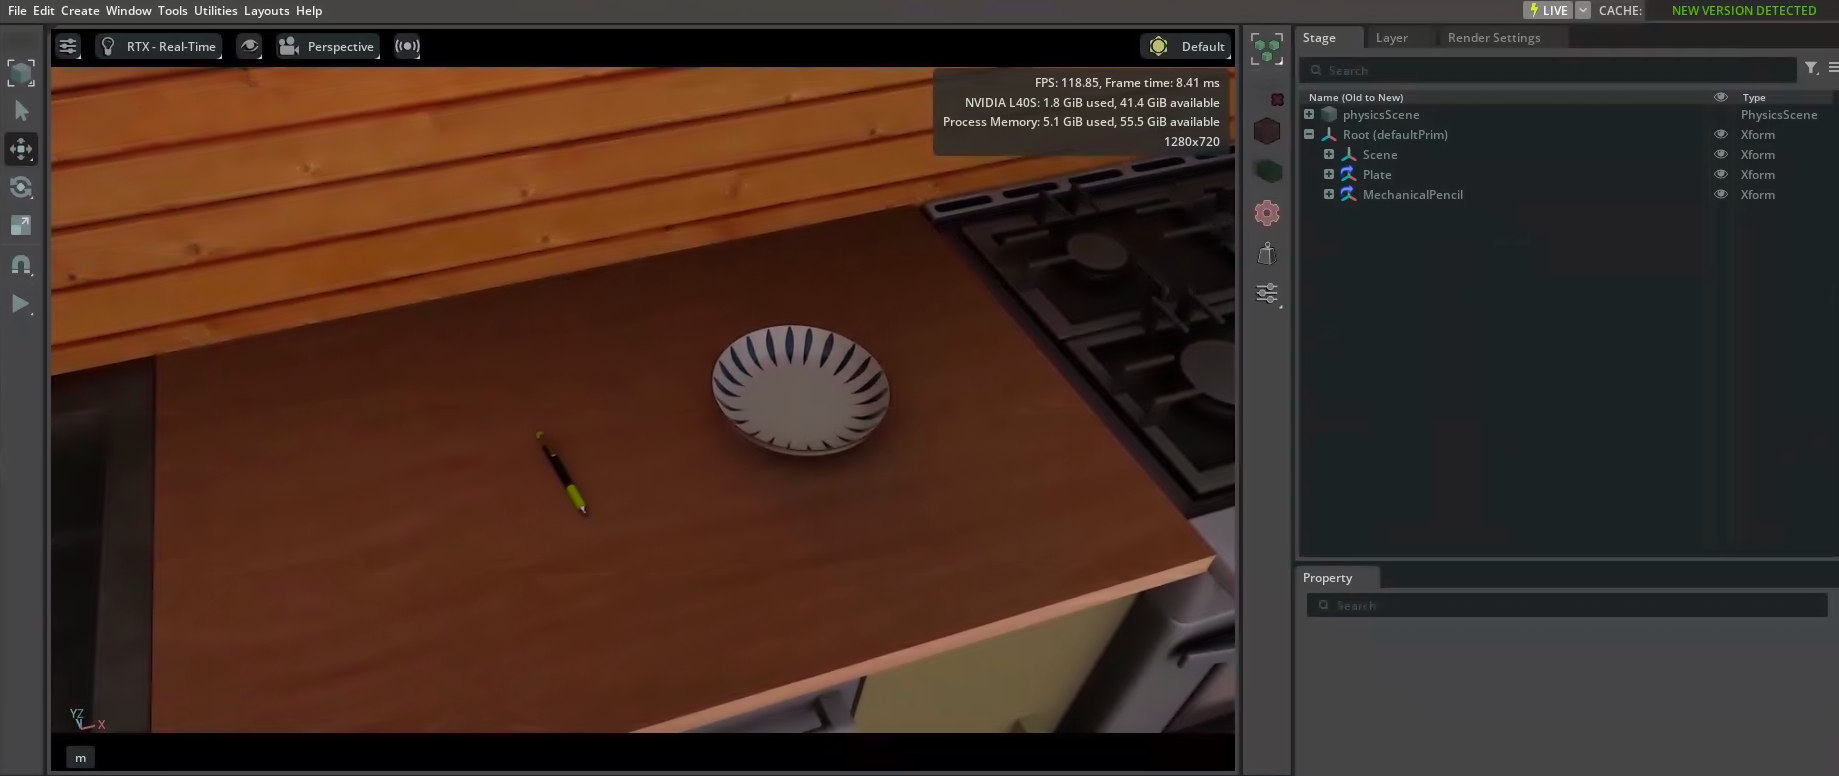 File Edit Create Window Tools Utilities Layouts Help
LIVE CACHE: NEW VERSION DETECTED
RTX - Real-Time Perspective Default
FPS: 118.85, Frame time: 8.41 ms
NVIDIA L40S: 1.8 GiB used, 41.4 GiB available
Process Memory: 5.1 GiB used, 55.5 GiB available
1280x720
YZ X
m
Stage Layer Render Settings
Search
Name (Old to New) Type
physicsScene PhysicsScene
Root (defaultPrim) Xform
Scene Xform
Plate Xform
MechanicalPencil Xform
Property
Search